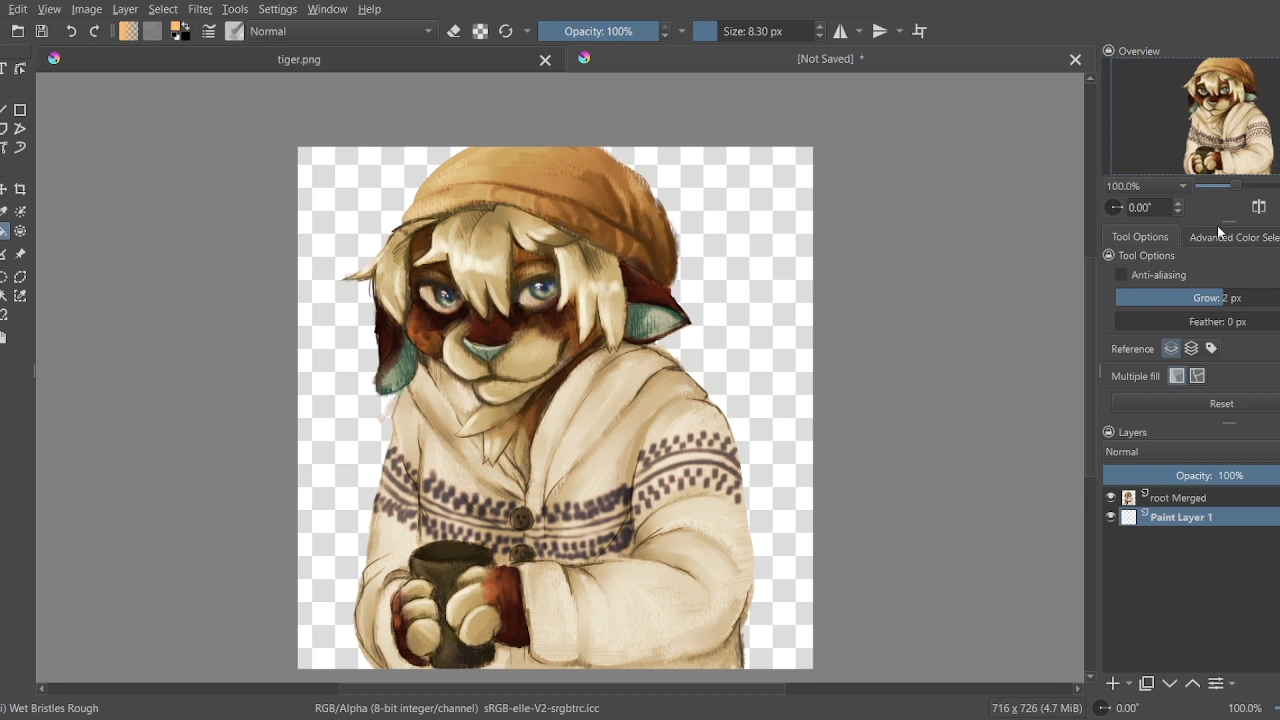 Edit View Image Layer Select Filter Tools Settings Window Help
Normal Opacity: 100% Size: 8.30 px
tiger.png [Not Saved] *
Overview
100.0%
0.00°
Tool Options Advanced Color Sele
Tool Options
Anti-aliasing
Grow: 2 px
Feather: 0 px
Reference
Multiple fill
Reset
Layers
Normal
Opacity: 100%
root Merged
Paint Layer 1
i) Wet Bristles Rough RGB/Alpha (8-bit integer/channel) sRGB-elle-V2-srgbtrc.icc 716 x 726 (4.7 MiB) 0.00° 100.0%